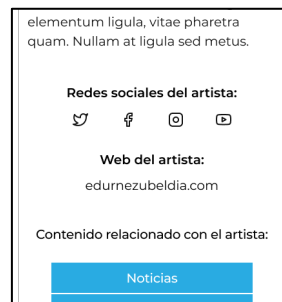 elementum ligula, vitae pharetra
quam. Nullam at ligula sed metus.
Redes sociales del artista:
Web del artista:
edurnezubeldia.com
Contenido relacionado con el artista:
Noticias